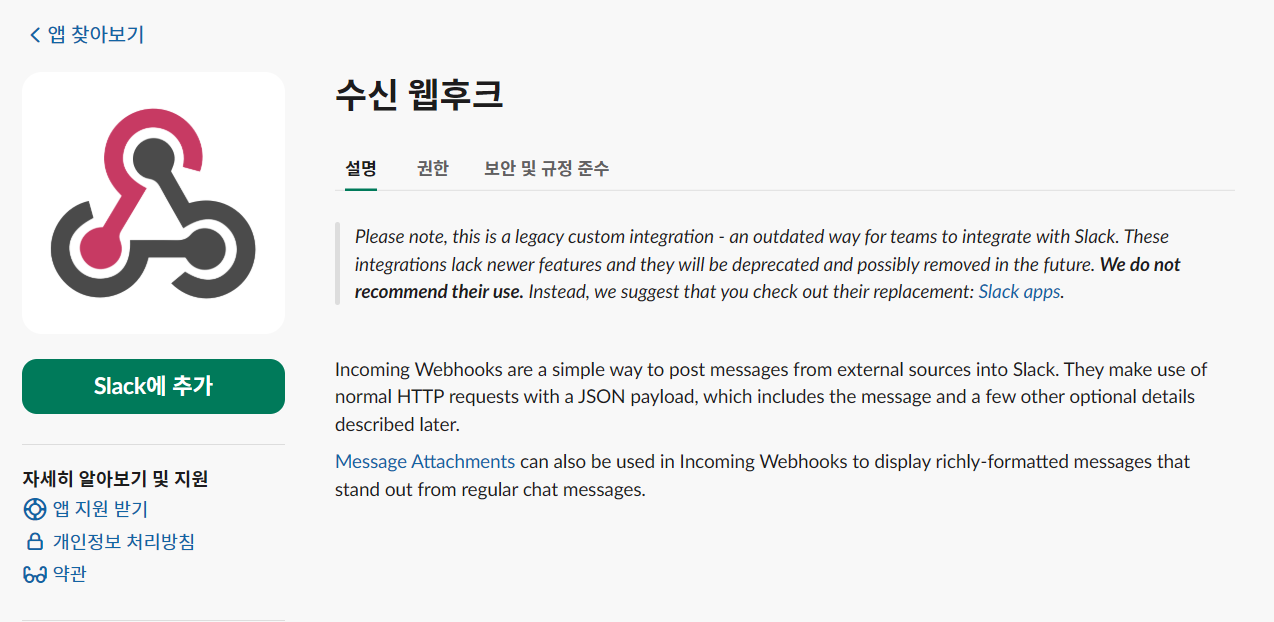 앱 찾아보기
수신 웹후크
설명 권한 보안 및 규정 준수
Please note, this is a legacy custom integration - an outdated way for teams to integrate with Slack. These
integrations lack newer features and they will be deprecated and possibly removed in the future. We do not
recommend their use. Instead, we suggest that you check out their replacement: Slack apps.
Slack에 추가
Incoming Webhooks are a simple way to post messages from external sources into Slack. They make use of
normal HTTP requests with a JSON payload, which includes the message and a few other optional details
described later.
Message Attachments can also be used in Incoming Webhooks to display richly-formatted messages that
stand out from regular chat messages.
자세히 알아보기 및 지원
앱 지원 받기
개인정보 처리방침
약관